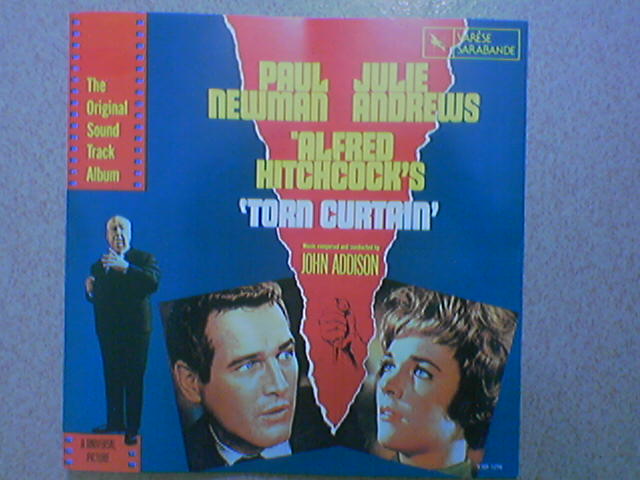 VARÈSE
SARABANDE
The
Original
Sound
Track
Album
PAUL
NEWMAN
JULIE
ANDREWS
'ALFRED
HITCHCOCK'S
'TORN CURTAIN'
Music composed and conducted by
JOHN ADDISON
A UNIVERSAL
PICTURE